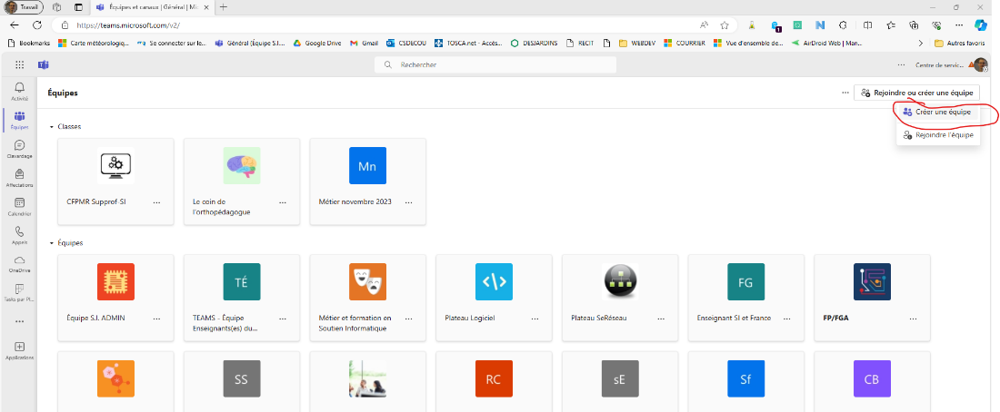 Travail
Équipes et canaux | Général | Mic
https://teams.microsoft.com/v2/
Bookmarks Carte météorologiq... Se connecter sur le... Général (Équipe S.I.... Google Drive Gmail CSDECOU TOSCA.net - Accès... DESJARDINS RECIT WEBDEV COURRIER Vue d'ensemble de... AirDroid Web | Man... Autres favoris
Rechercher
Centre de servic...
Activité
Équipes
Clavardage
Affectations
Calendrier
Appels
OneDrive
Tasks par Pl...
Applications
Équipes
Rejoindre ou créer une équipe
Créer une équipe
Rejoindre l'équipe
Classes
CFPMR Supprof-SI
Le coin de
l'orthopédagogue
Mn
Métier novembre 2023
Équipes
Équipe S.I. ADMIN
TÉ
TEAMS - Équipe
Enseignants(es) du...
Métier et formation en
Soutien Informatique
Plateau Logiciel
Plateau SeRéseau
FG
Enseignant SI et France
FP/FGA
SS
RC
sE
Sf
CB